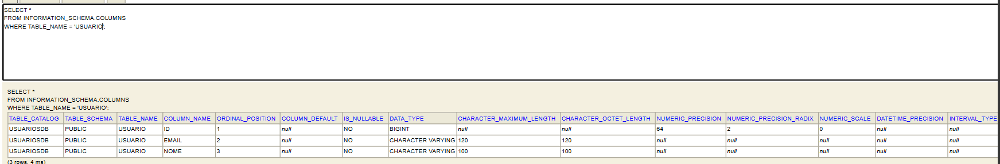 SELECT *
FROM INFORMATION_SCHEMA.COLUMNS
WHERE TABLE_NAME = 'USUARIO';
SELECT *
FROM INFORMATION_SCHEMA.COLUMNS
WHERE TABLE_NAME = 'USUARIO';
TABLE_CATALOG TABLE_SCHEMA TABLE_NAME COLUMN_NAME ORDINAL_POSITION COLUMN_DEFAULT IS_NULLABLE DATA_TYPE CHARACTER_MAXIMUM_LENGTH CHARACTER_OCTET_LENGTH NUMERIC_PRECISION NUMERIC_PRECISION_RADIX NUMERIC_SCALE DATETIME_PRECISION INTERVAL_TYPE
USUARIOSDB PUBLIC USUARIO ID 1 null NO BIGINT null null 64 2 0 null null
USUARIOSDB PUBLIC USUARIO EMAIL 2 null NO CHARACTER VARYING 120 120 null null null null null
USUARIOSDB PUBLIC USUARIO NOME 3 null NO CHARACTER VARYING 100 100 null null null null null
(3 rows, 4 ms)